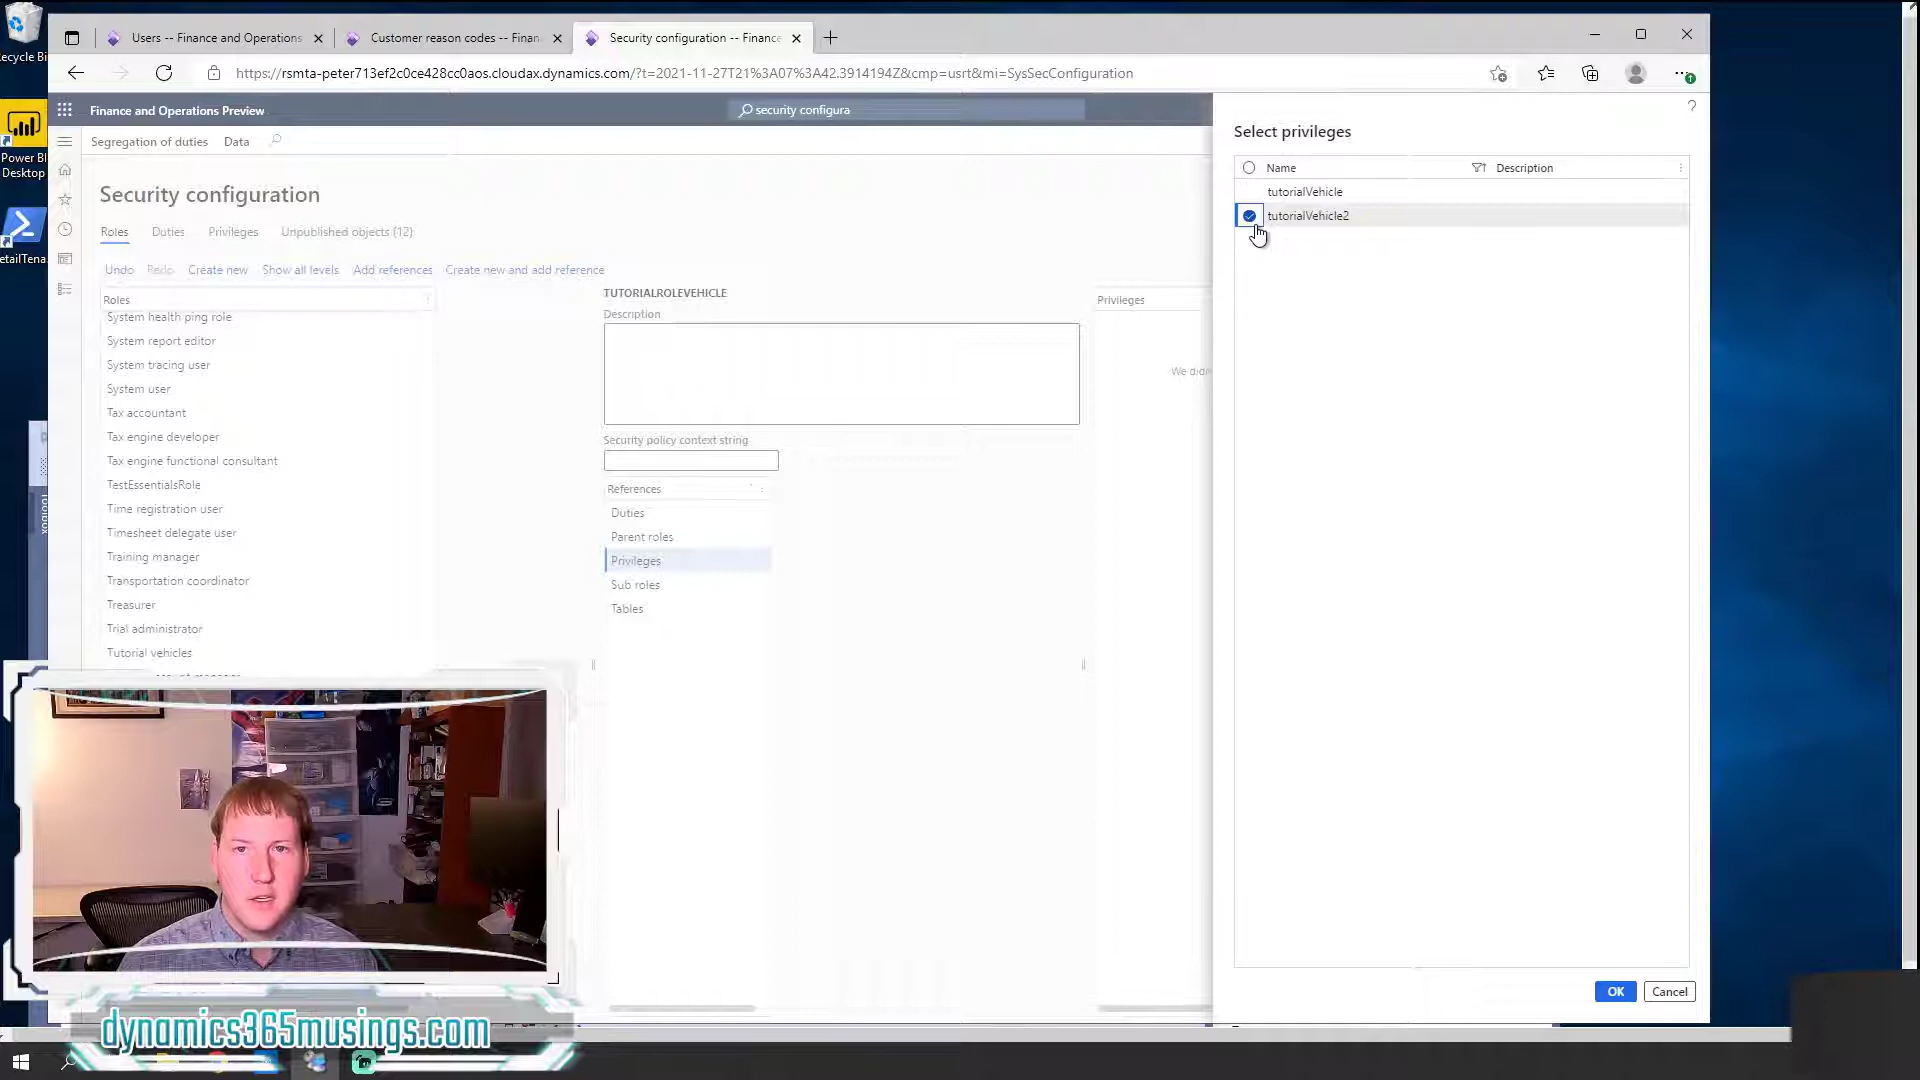 Recycle Bi
Power BI
Desktop
etailTena
Users -- Finance and Operations
Customer reason codes -- Finan
Security configuration -- Finance
https://rsmta-peter713ef2c0ce428cc0aos.cloudax.dynamics.com/?t=2021-11-27T21%3A07%3A42.3914194Z&cmp=usrt&mi=SysSecConfiguration
Finance and Operations Preview
security configura
Segregation of duties
Data
Security configuration
Roles
Duties
Privileges
Unpublished objects (12)
Undo
Redo
Create new
Show all levels
Add references
Create new and add reference
Roles
System health ping role
System report editor
System tracing user
System user
Tax accountant
Tax engine developer
Tax engine functional consultant
TestEssentialsRole
Time registration user
Timesheet delegate user
Training manager
Transportation coordinator
Treasurer
Trial administrator
Tutorial vehicles
TUTORIALROLEVEHICLE
Description
Security policy context string
References
Duties
Parent roles
Privileges
Sub roles
Tables
Privileges
We didn
?
Select privileges
Name
Description
tutorialVehicle
tutorialVehicle2
OK
Cancel
Toolbox
dynamics365musings.com